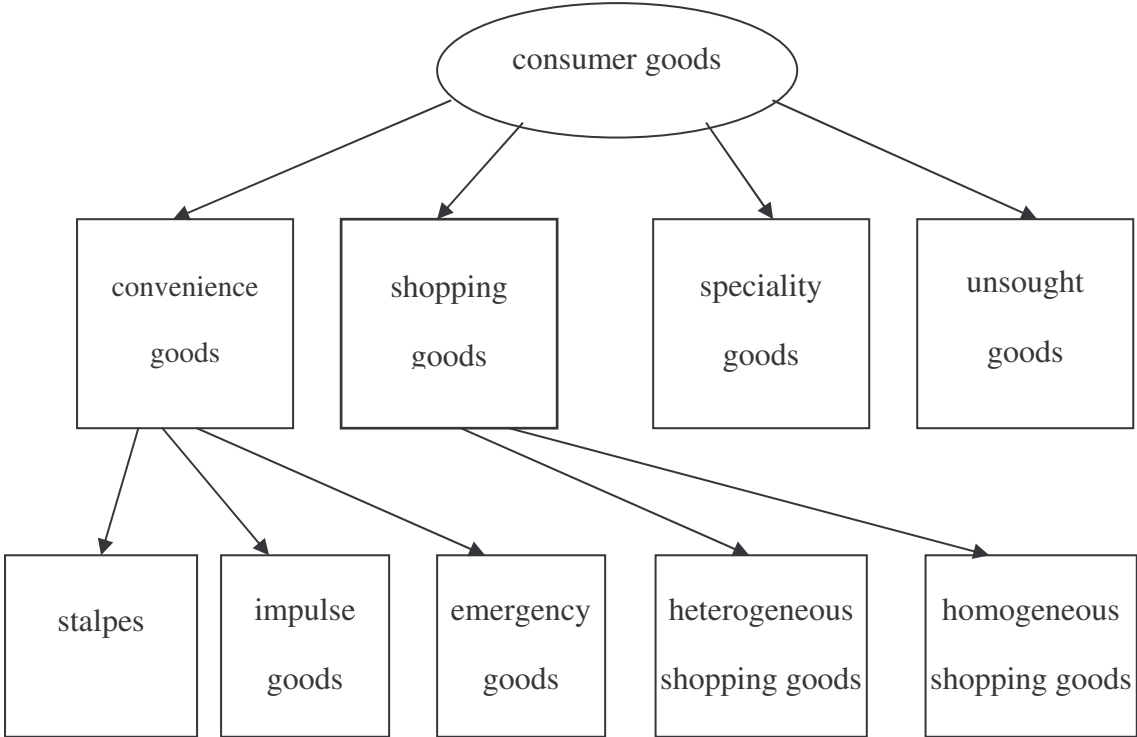 consumer goods
convenience
goods
shopping
goods
speciality
goods
unsought
goods
stalpes
impulse
goods
emergency
goods
heterogeneous
shopping goods
homogeneous
shopping goods